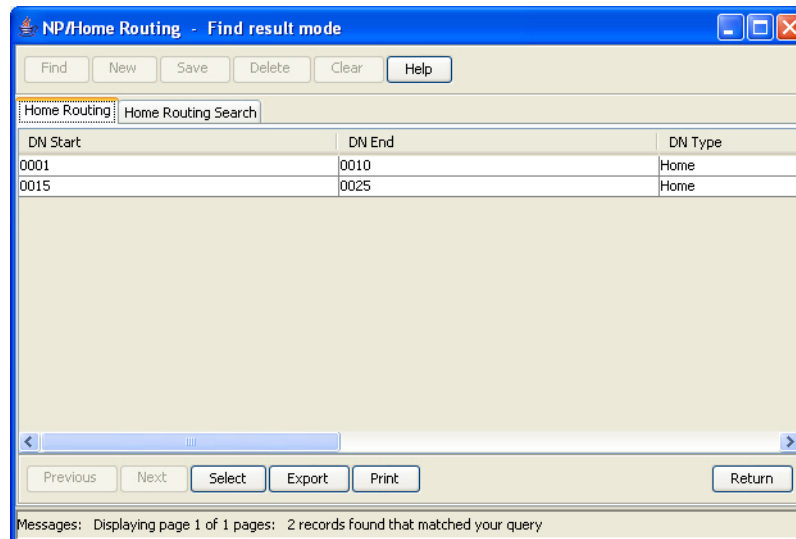 NP/Home Routing - Find result mode
Find New Save Delete Clear Help
Home Routing Home Routing Search
DN Start DN End DN Type
0001 0010 Home
0015 0025 Home
Previous Next Select Export Print Return
Messages: Displaying page 1 of 1 pages: 2 records found that matched your query